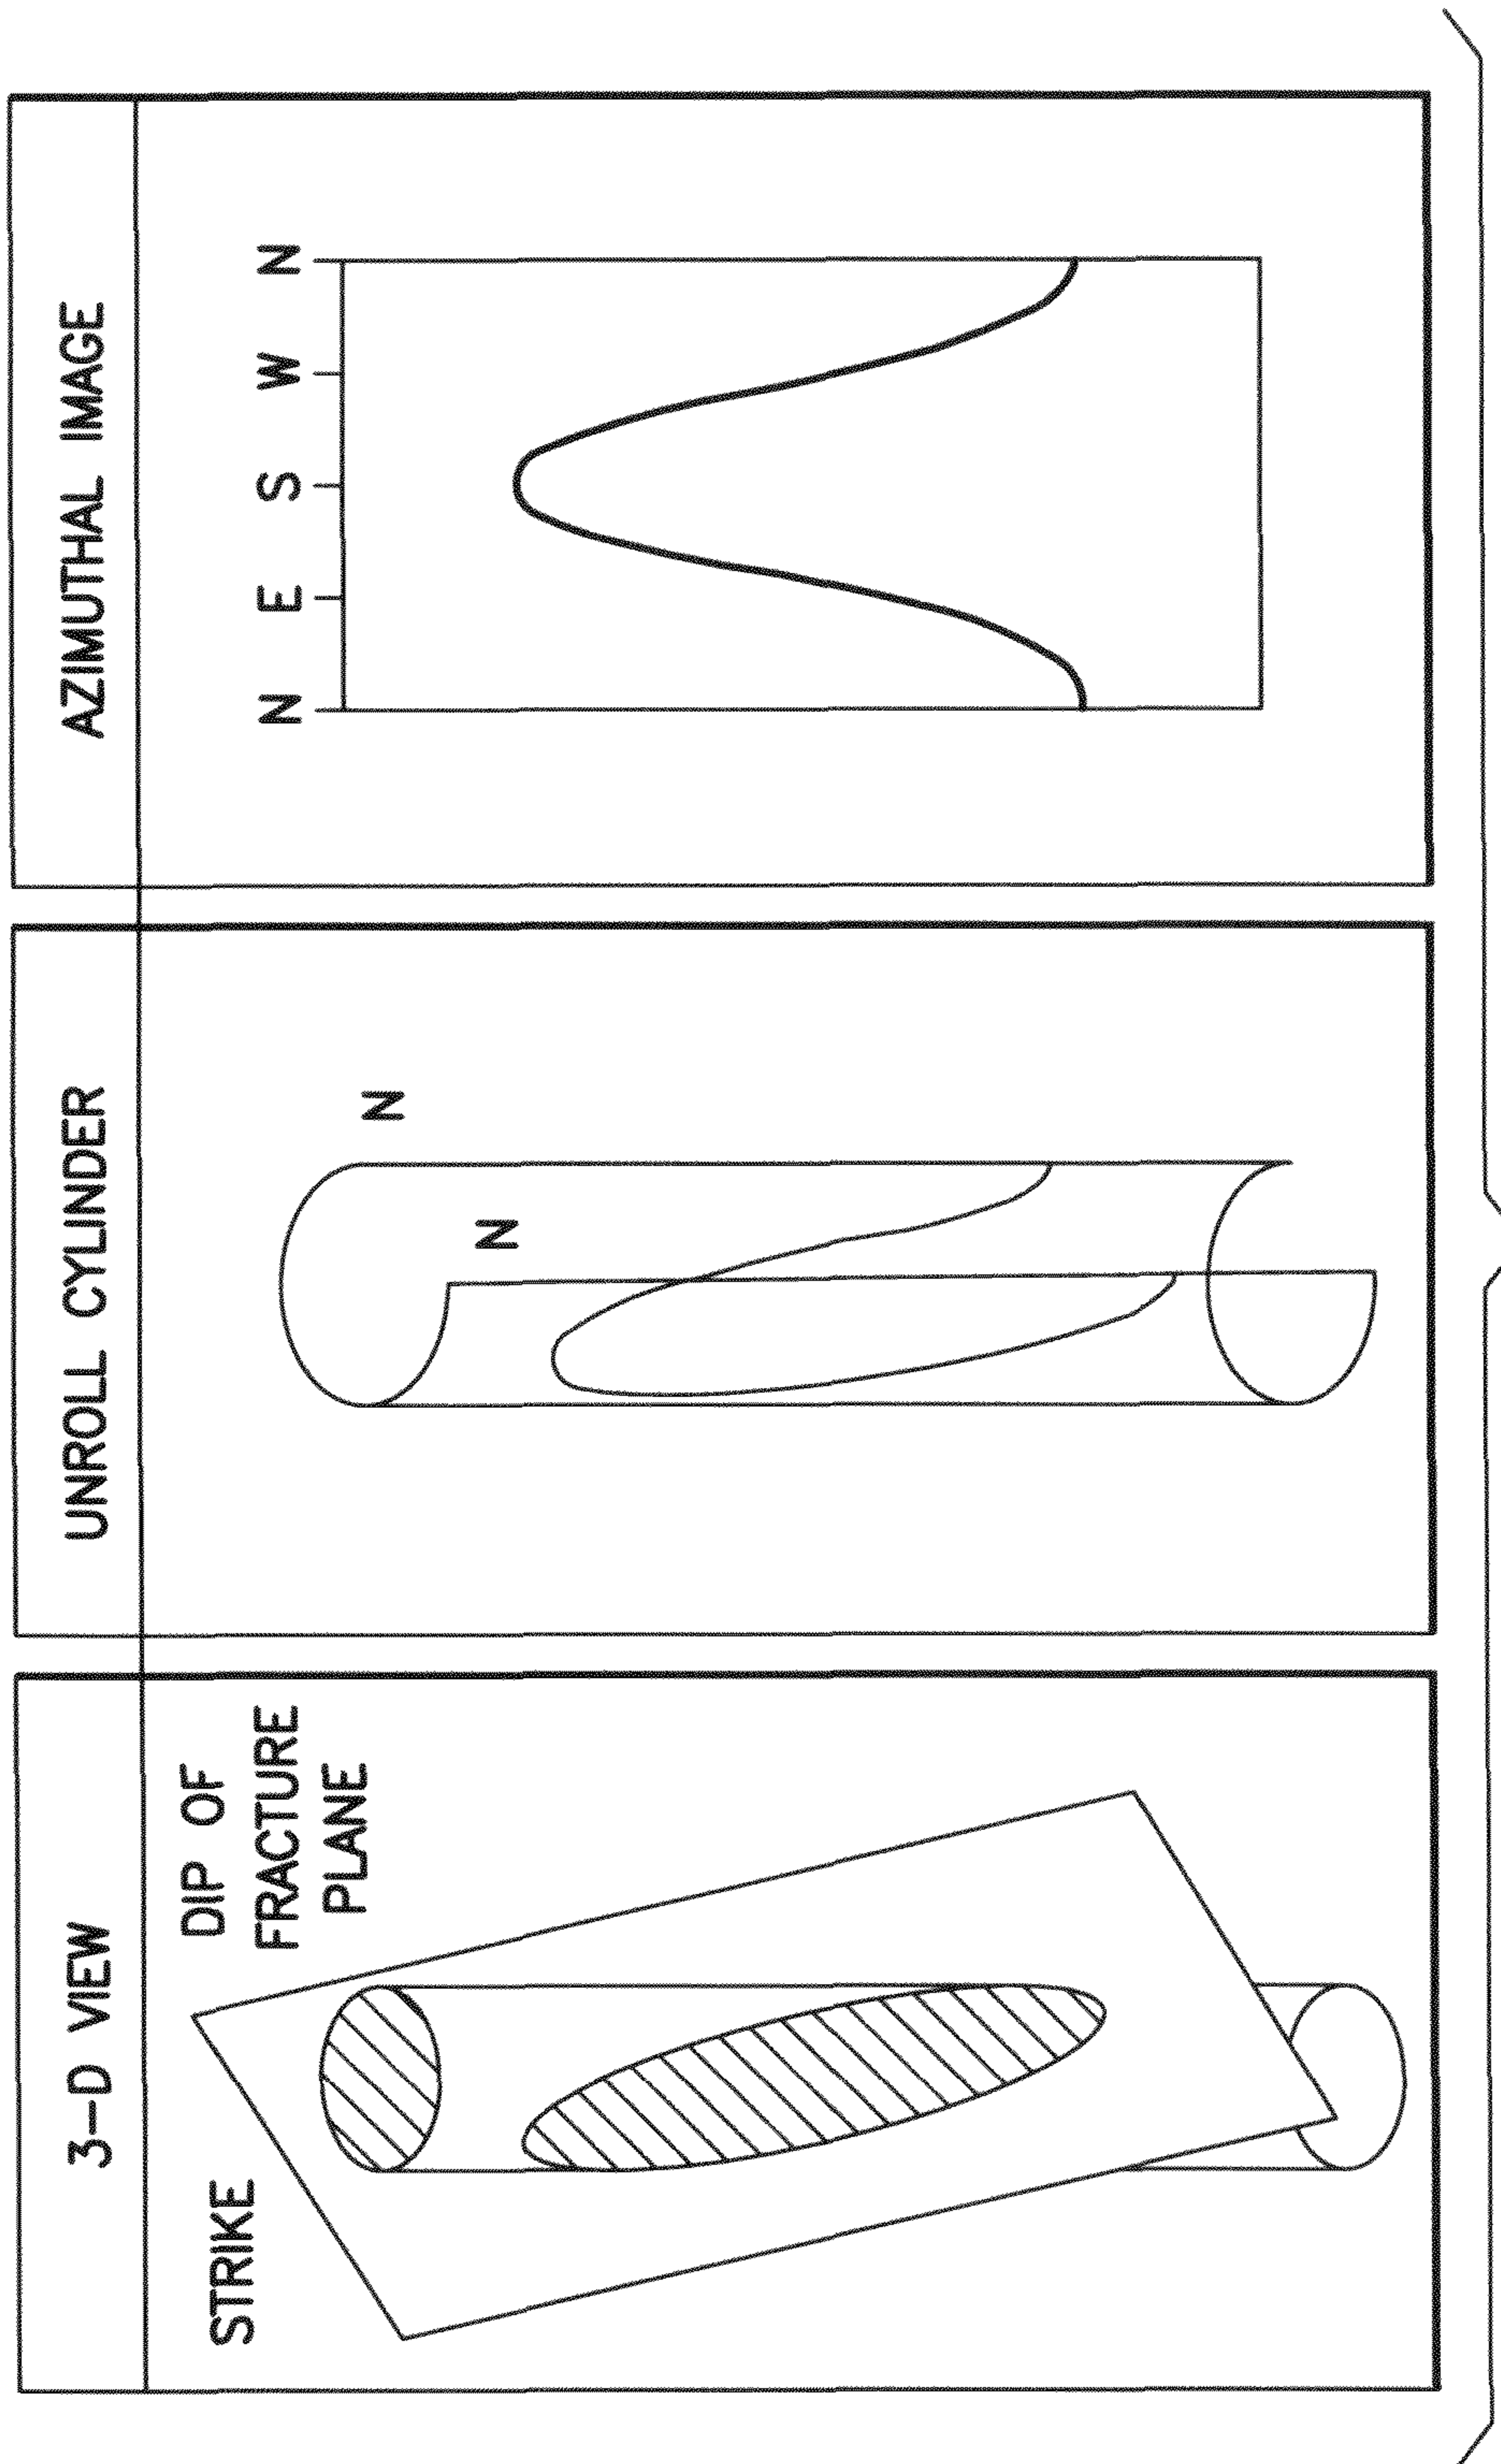 3-D VIEW
STRIKE
DIP OF
FRACTURE
PLANE
UNROLL CYLINDER
N
N
AZIMUTHAL IMAGE
N E S W N